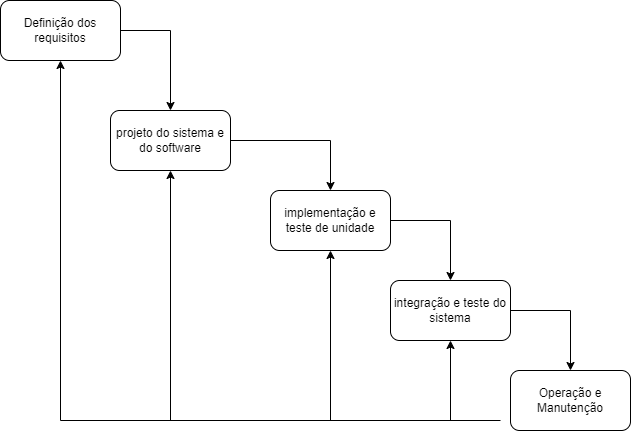 Definição dos
requisitos
projeto do sistema e
do software
implementação e
teste de unidade
integração e teste do
sistema
Operação e
Manutenção